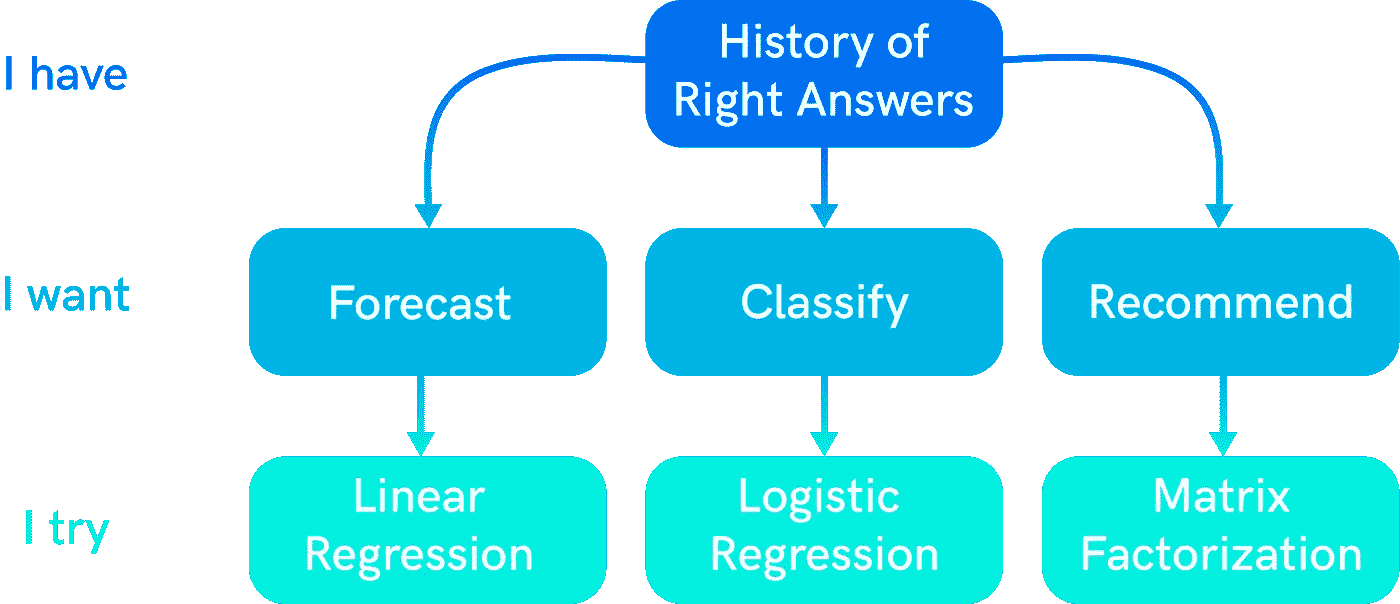 I have
History of
Right Answers
I want
Forecast
Classify
Recommend
I try
Linear
Regression
Logistic
Regression
Matrix
Factorization